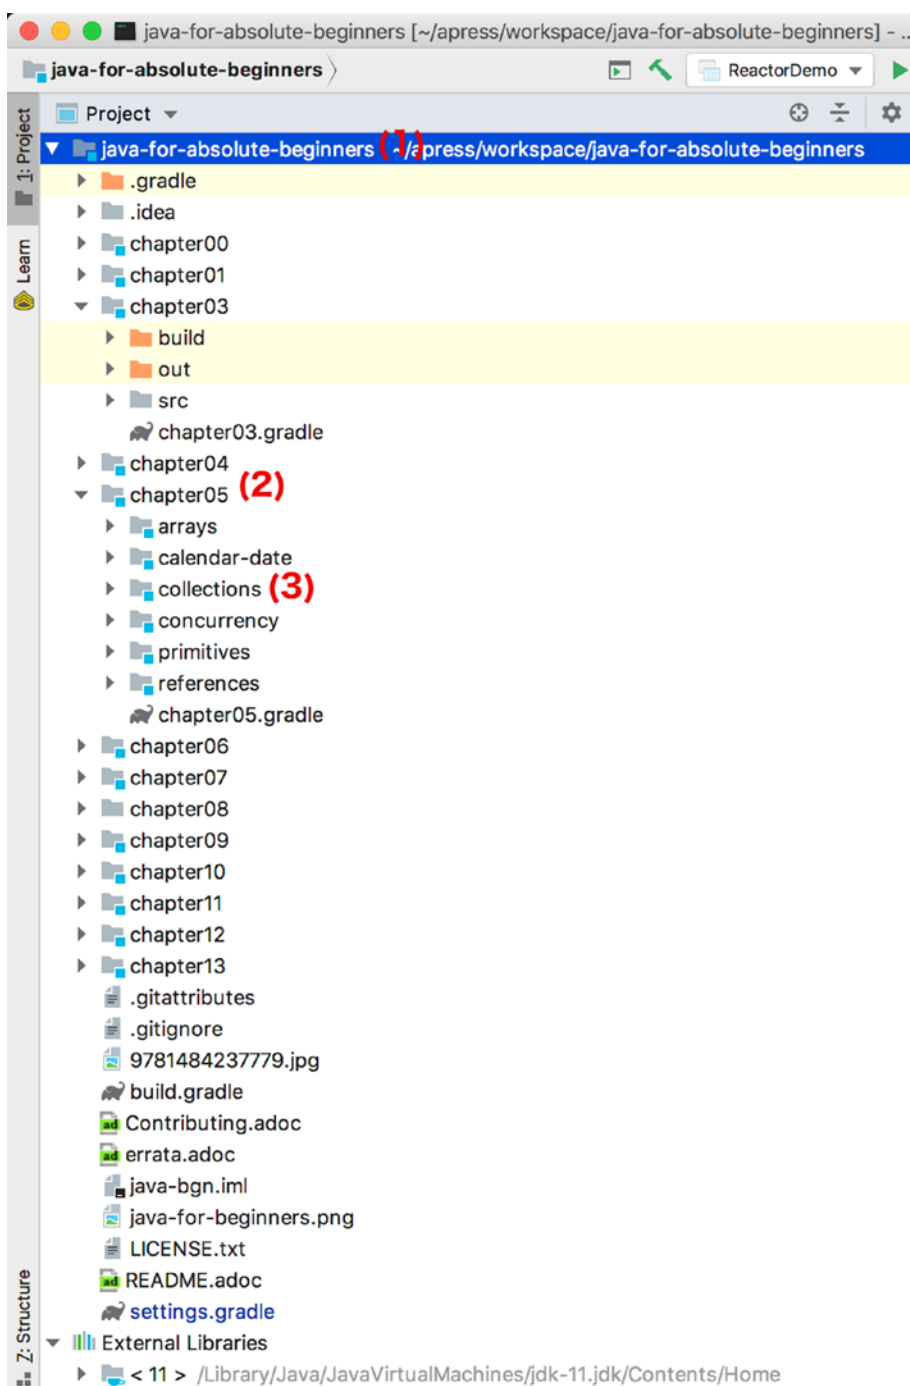 java-for-absolute-beginners [~/apress/workspace/java-for-absolute-beginners] - ..
java-for-absolute-beginners
ReactorDemo
1: Project
Learn
Project
java-for-absolute-beginners (1) ~/apress/workspace/java-for-absolute-beginners
.gradle
.idea
chapter00
chapter01
chapter03
build
out
src
chapter03.gradle
chapter04
chapter05 (2)
arrays
calendar-date
collections (3)
concurrency
primitives
references
chapter05.gradle
chapter06
chapter07
chapter08
chapter09
chapter10
chapter11
chapter12
chapter13
.gitattributes
.gitignore
9781484237779.jpg
build.gradle
ad Contributing.adoc
ad errata.adoc
java-bgn.iml
java-for-beginners.png
LICENSE.txt
ad README.adoc
settings.gradle
Z: Structure
External Libraries
< 11 > /Library/Java/JavaVirtualMachines/jdk-11.jdk/Contents/Home